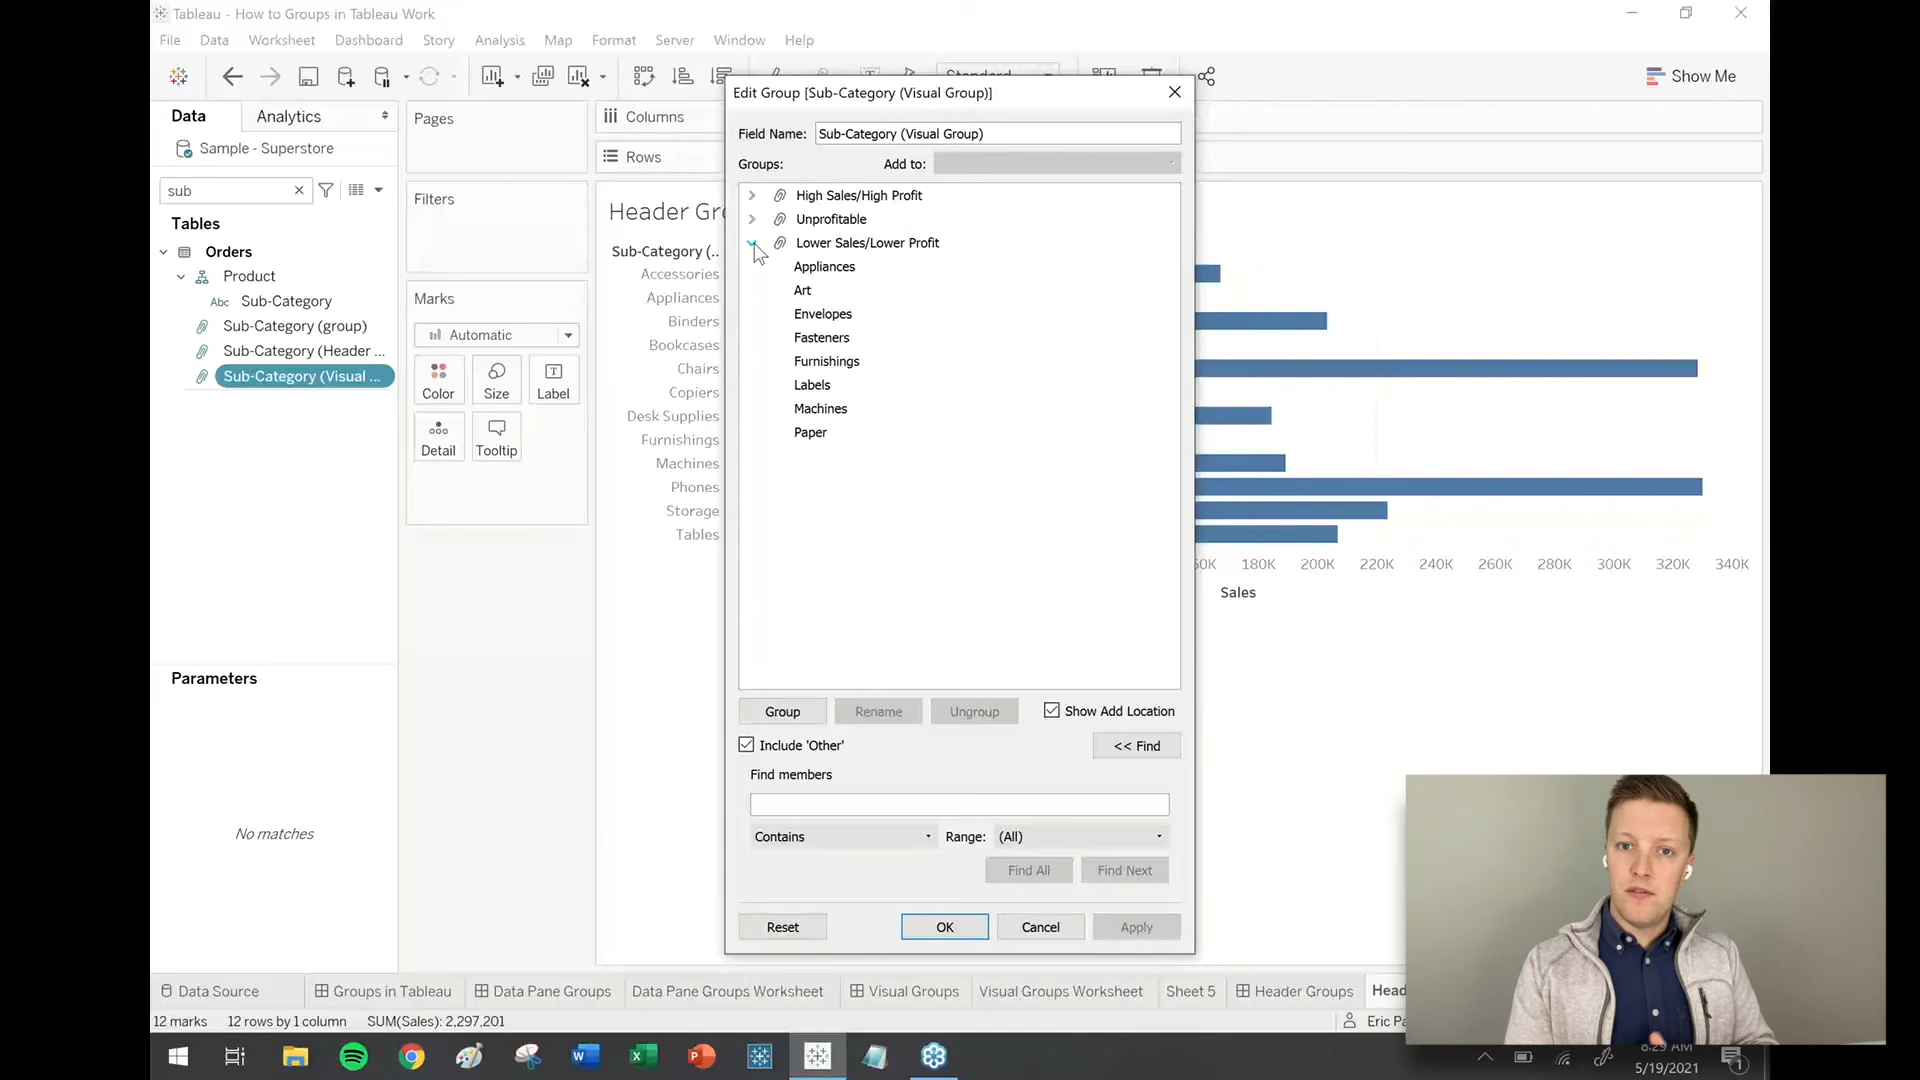 Tableau - How to Groups in Tableau Work
File Data Worksheet Dashboard Story Analysis Map Format Server Window Help
Show Me
Data Analytics
Sample - Superstore
sub
Tables
Orders
Product
Abc Sub-Category
Sub-Category (group)
Sub-Category (Header ...
Sub-Category (Visual ...
Parameters
No matches
Pages
Filters
Marks
Automatic
Color Size Label
Detail Tooltip
Columns
Rows
Header Gr
Sub-Category (..
Accessories
Appliances
Binders
Bookcases
Chairs
Copiers
Desk Supplies
Furnishings
Machines
Phones
Storage
Tables
Edit Group [Sub-Category (Visual Group)]
Field Name: Sub-Category (Visual Group)
Groups: Add to:
High Sales/High Profit
Unprofitable
Lower Sales/Lower Profit
Appliances
Art
Envelopes
Fasteners
Furnishings
Labels
Machines
Paper
Group Rename Ungroup Show Add Location
Include 'Other' << Find
Find members
Contains Range: (All)
Find All Find Next
Reset OK Cancel Apply
0K 180K 200K 220K 240K 260K 280K 300K 320K 340K
Sales
Data Source Groups in Tableau Data Pane Groups Data Pane Groups Worksheet Visual Groups Visual Groups Worksheet Sheet 5 Header Groups Head
12 marks 12 rows by 1 column SUM(Sales): 2,297,201 Eric Pa
8:29 AM
5/19/2021